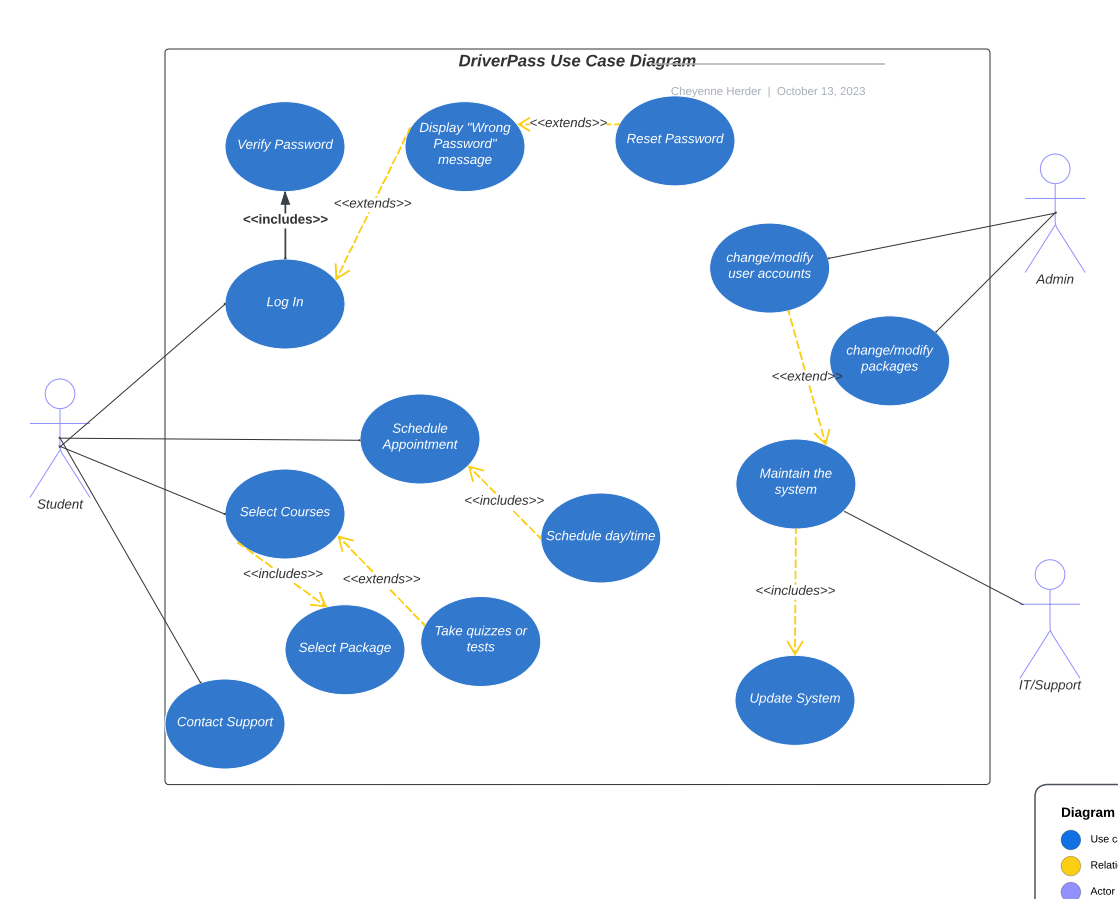 DriverPass Use Case Diagram
Cheyenne Herder | October 13, 2023
Verify Password
Display "Wrong
Password"
message
<<extends>>
Reset Password
<<extends>>
<<includes>>
Log In
change/modify
user accounts
Admin
change/modify
packages
<<extend>>
Schedule
Appointment
Student
Select Courses
<<includes>>
Schedule day/time
Maintain the
system
<<includes>>
<<extends>>
<<includes>>
Select Package
Take quizzes or
tests
IT/Support
Contact Support
Update System
Diagram
Use c
Relati
Actor